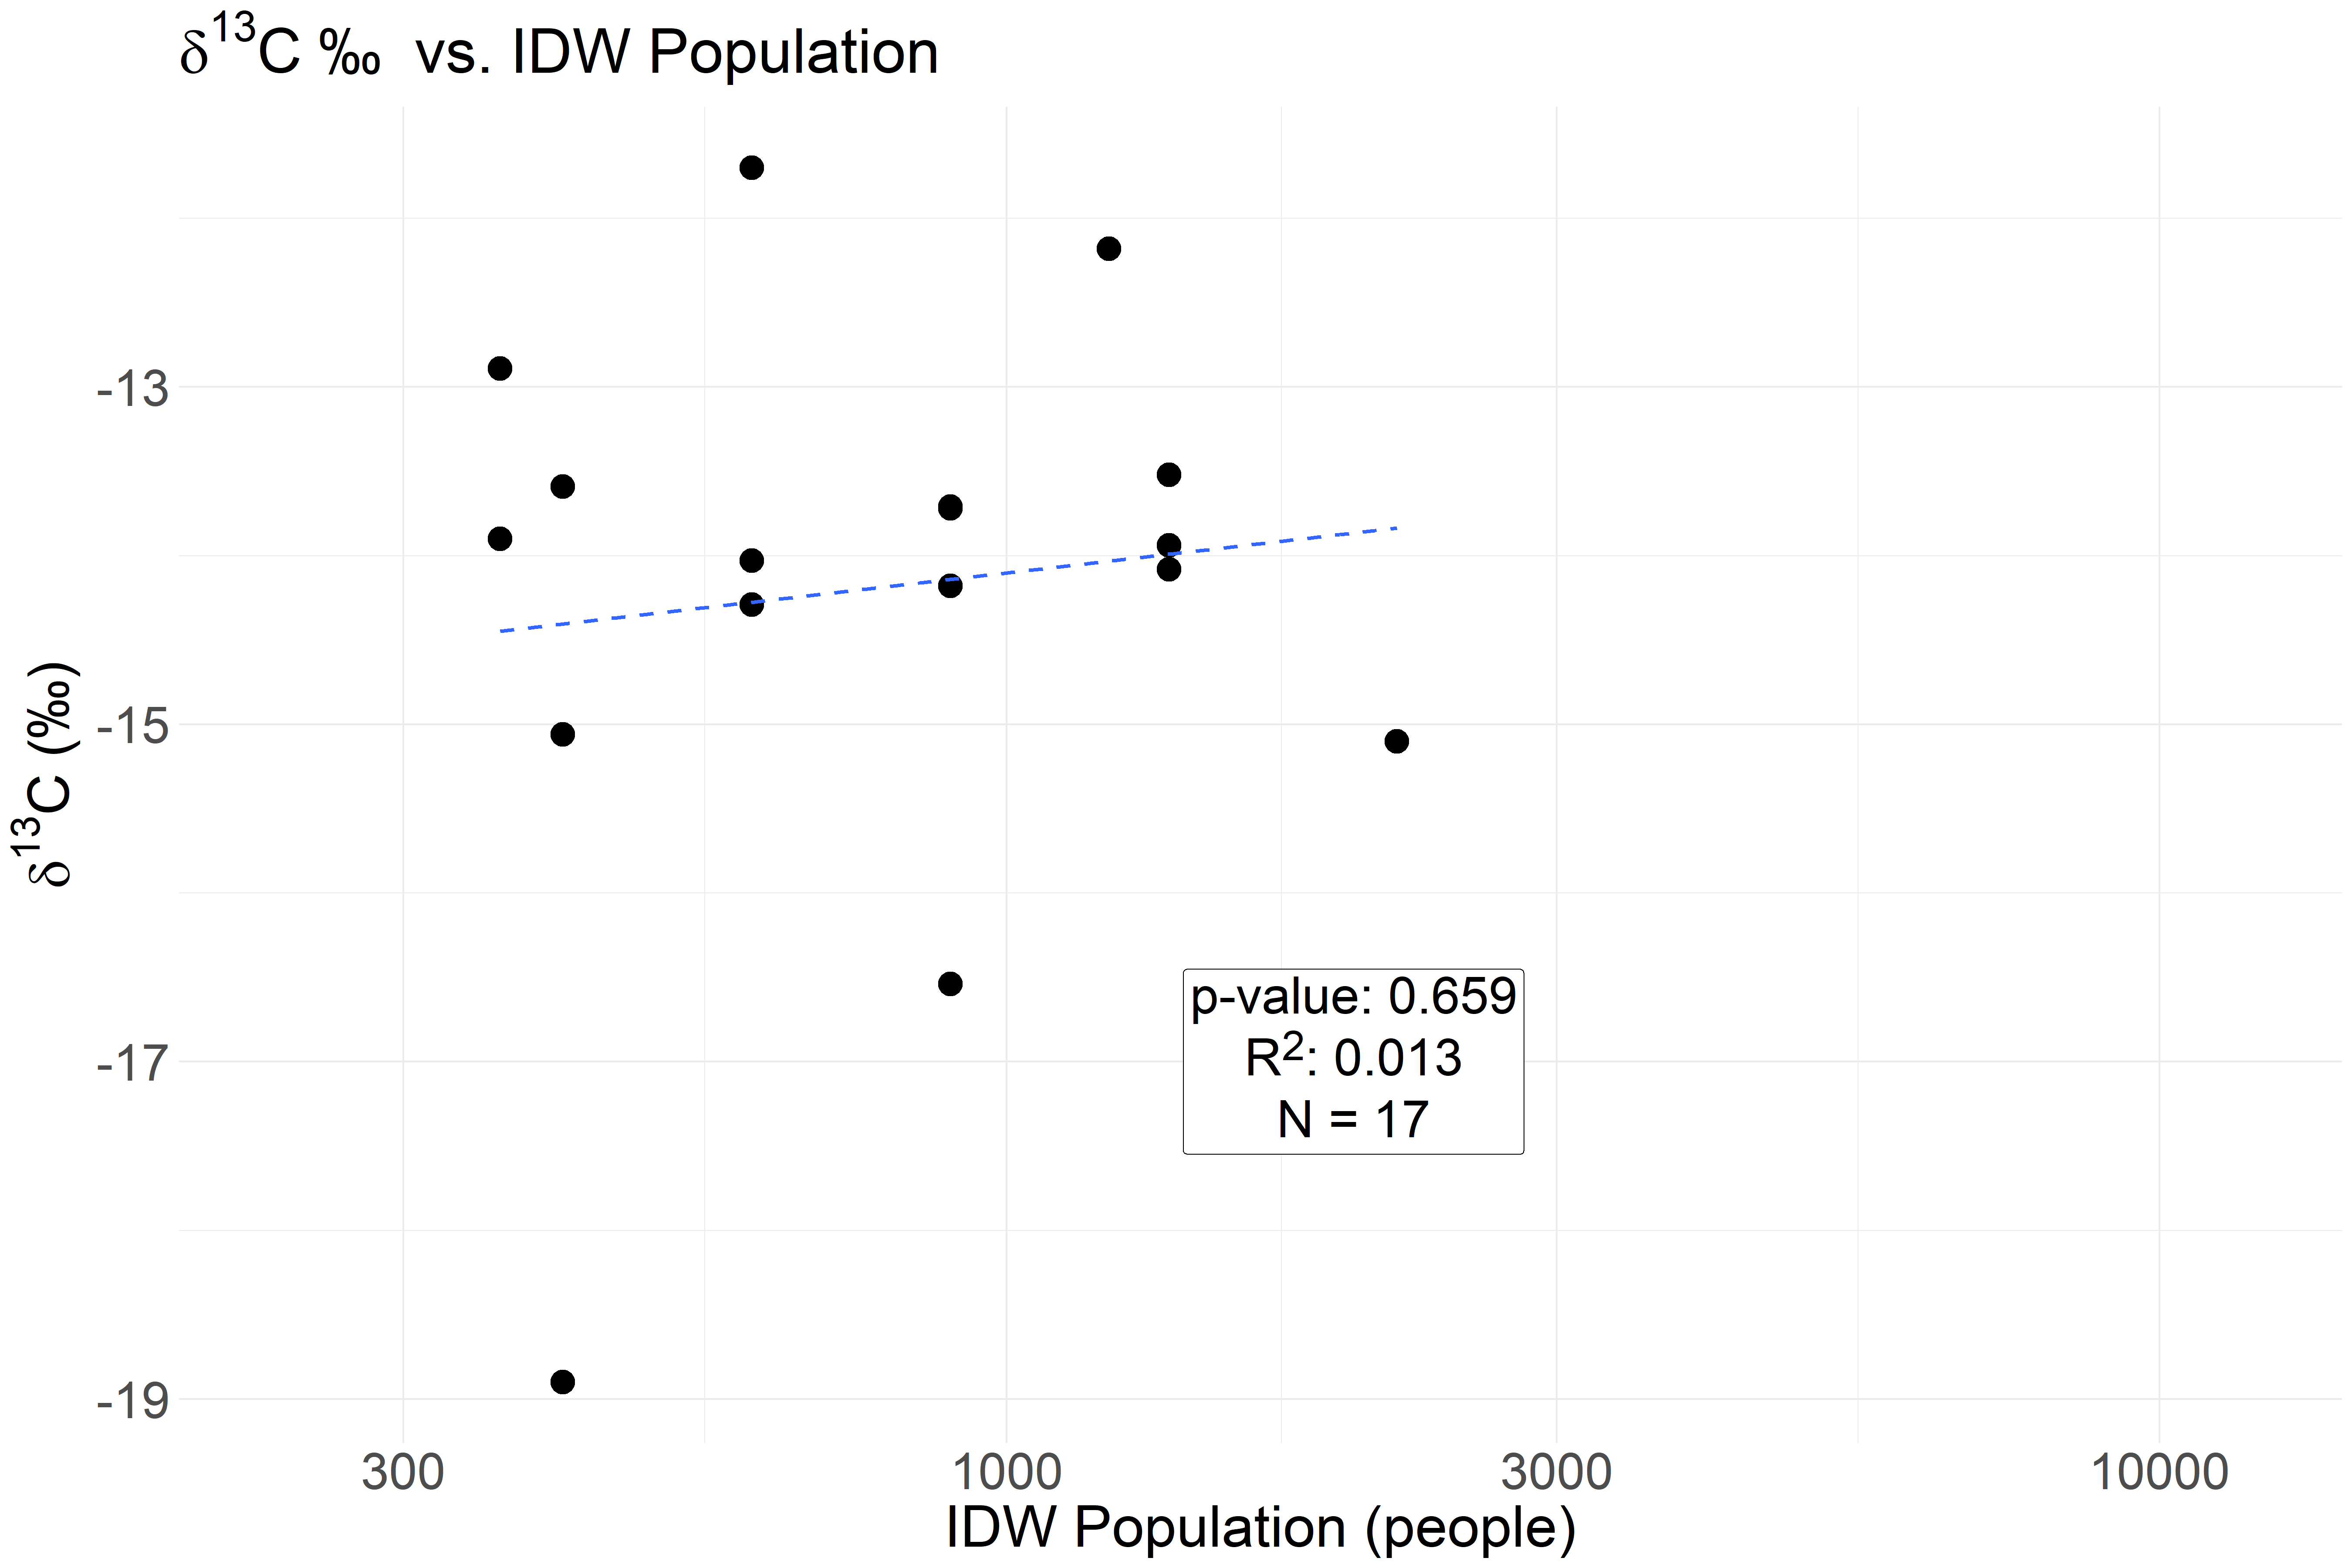 δ¹³C ‰ vs. IDW Population
-13
-15
-17
-19
δ¹³C (‰)
p-value: 0.659
R²: 0.013
N = 17
300 1000 3000 10000
IDW Population (people)